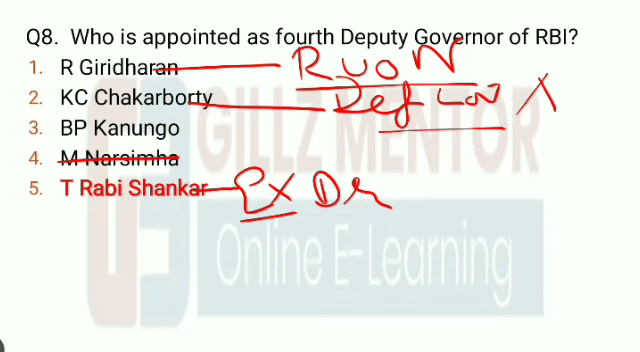 Q8. Who is appointed as fourth Deputy Governor of RBI?
1. R Giridharan
2. KC Chakarborty
3. BP Kanungo
4. M Narsimha
5. T Rabi Shankar
Ex
GILLZ MENTOR
Online E-Learning